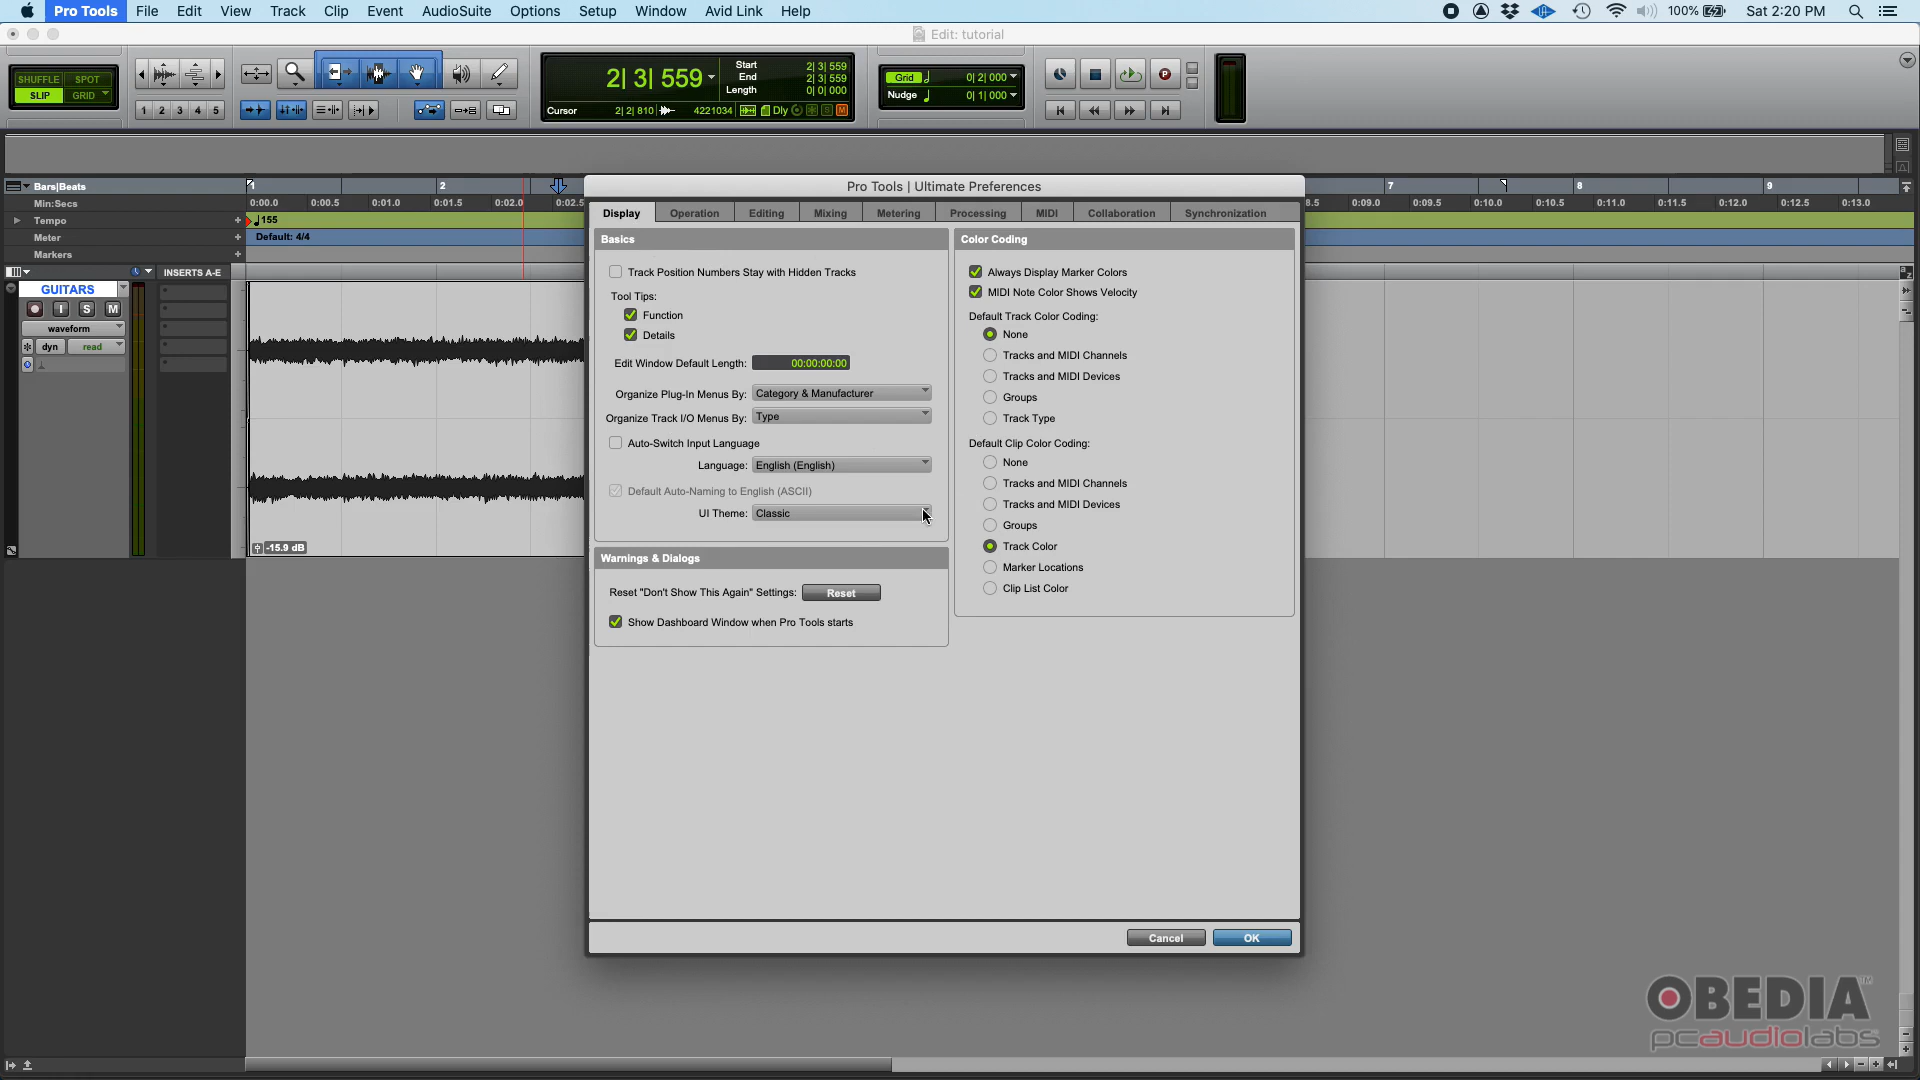 Pro Tools File Edit View Track Clip Event AudioSuite Options Setup Window Avid Link Help 100% Sat 2:20 PM
Edit: tutorial
SHUFFLE SPOT
SLIP GRID
1 2 3 4 5
2| 3| 559
Start 2| 3| 559
End 2| 3| 559
Length 0| 0| 000
Cursor 2| 2| 810 4221034 Dly S M
Grid 0| 2| 000
Nudge 0| 1| 000
Bars|Beats 1 2 7 8 9
Min:Secs 0:00.0 0:00.5 0:01.0 0:01.5 0:02.0 0:02.5 8.5 0:09.0 0:09.5 0:10.0 0:10.5 0:11.0 0:11.5 0:12.0 0:12.5 0:13.0
Tempo + 155
Meter + Default: 4/4
Markers +
INSERTS A-E
GUITARS
I S M
waveform
dyn read
-15.9 dB
Pro Tools | Ultimate Preferences
Display Operation Editing Mixing Metering Processing MIDI Collaboration Synchronization
Basics
Track Position Numbers Stay with Hidden Tracks
Tool Tips:
Function
Details
Edit Window Default Length: 00:00:00:00
Organize Plug-In Menus By: Category & Manufacturer
Organize Track I/O Menus By: Type
Auto-Switch Input Language
Language: English (English)
Default Auto-Naming to English (ASCII)
UI Theme: Classic
Warnings & Dialogs
Reset "Don't Show This Again" Settings: Reset
Show Dashboard Window when Pro Tools starts
Color Coding
Always Display Marker Colors
MIDI Note Color Shows Velocity
Default Track Color Coding:
None
Tracks and MIDI Channels
Tracks and MIDI Devices
Groups
Track Type
Default Clip Color Coding:
None
Tracks and MIDI Channels
Tracks and MIDI Devices
Groups
Track Color
Marker Locations
Clip List Color
Cancel OK
OBEDIA™
pcaudiolabs